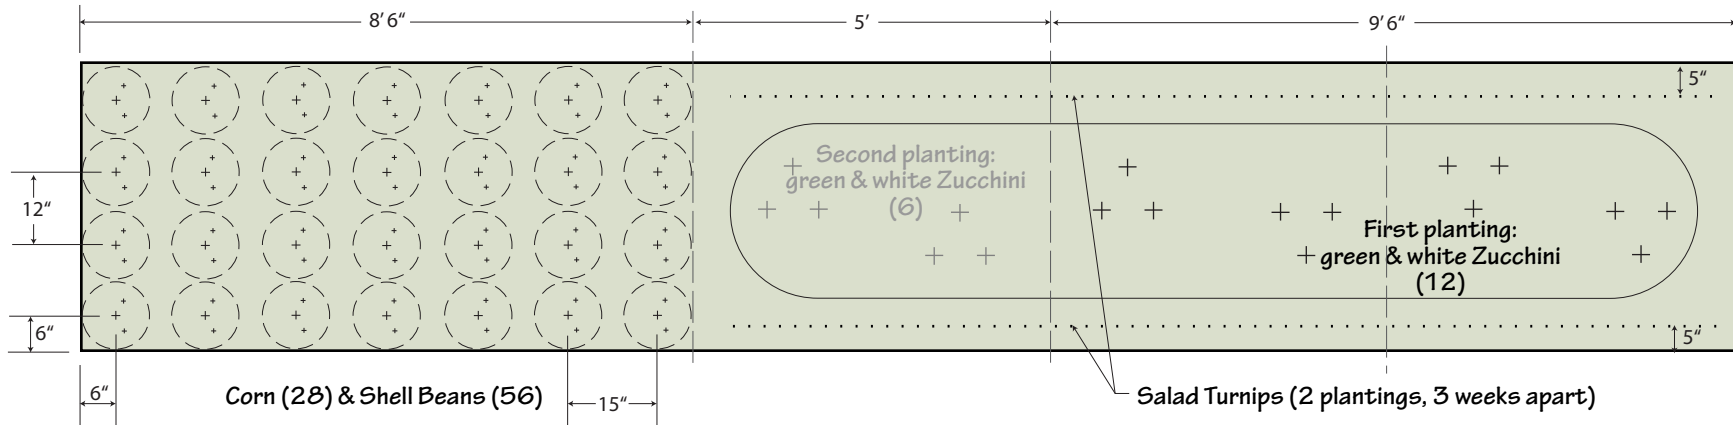 8' 6"
5'
9' 6"
5"
Second planting:
green & white Zucchini
(6)
12"
First planting:
green & white Zucchini
(12)
6"
5"
6"
Corn (28) & Shell Beans (56)
15"
Salad Turnips (2 plantings, 3 weeks apart)